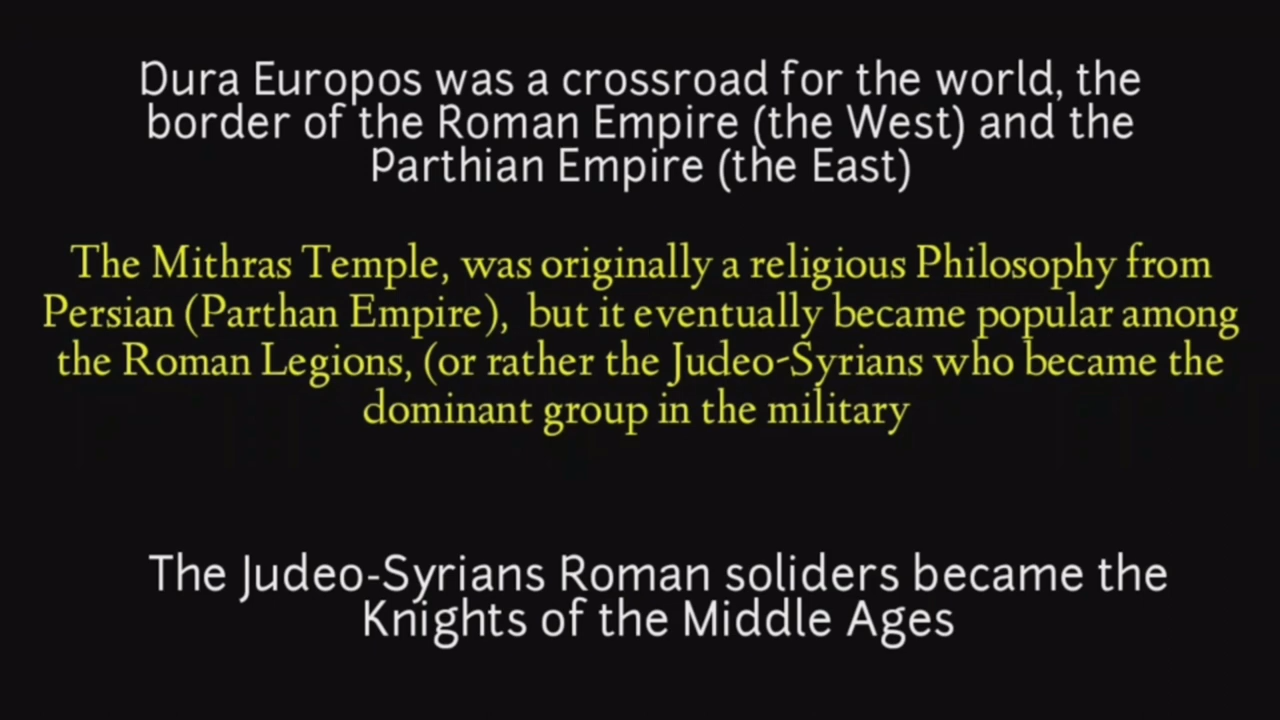 Dura Europos was a crossroad for the world, the
border of the Roman Empire (the West) and the
Parthian Empire (the East)
The Mithras Temple, was originally a religious Philosophy from
Persian (Parthan Empire), but it eventually became popular among
the Roman Legions, (or rather the Judeo-Syrians who became the
dominant group in the military
The Judeo-Syrians Roman soliders became the
Knights of the Middle Ages